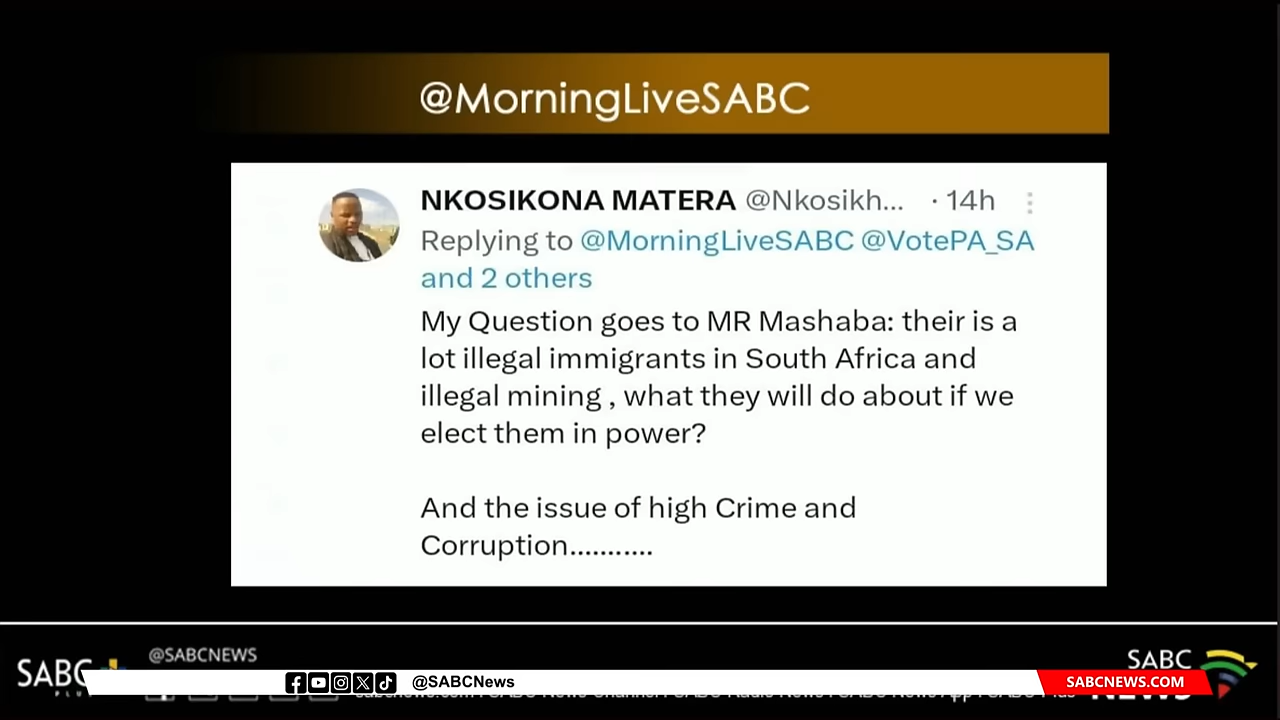 @MorningLiveSABC
NKOSIKONA MATERA @Nkosikh... · 14h
Replying to @MorningLiveSABC @VotePA_SA
and 2 others
My Question goes to MR Mashaba: their is a
lot illegal immigrants in South Africa and
illegal mining , what they will do about if we
elect them in power?
And the issue of high Crime and
Corruption...........
@SABCNEWS
SABC
PLUS
SABC
NEWS
@SABCNews
SABCNEWS.COM